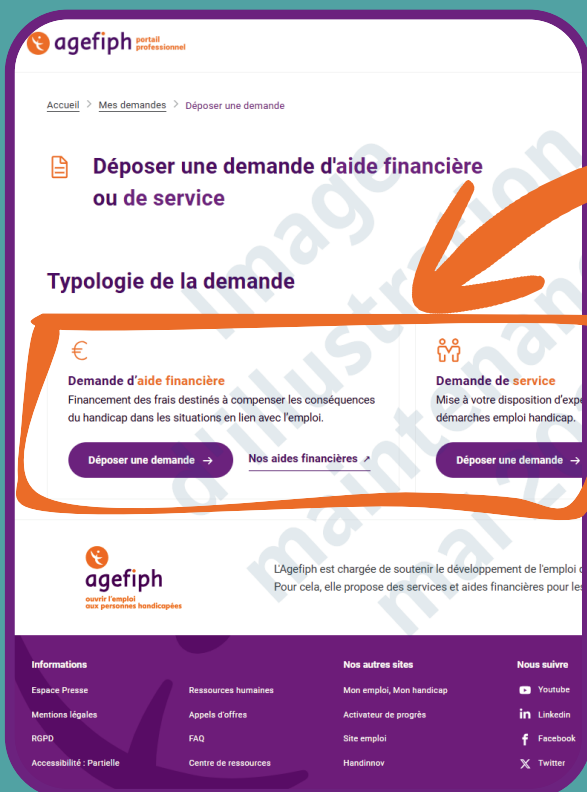 agefiph portail
professionnel
Accueil > Mes demandes > Déposer une demande
Déposer une demande d'aide financière
ou de service
Typologie de la demande
€
Demande d'aide financière
Financement des frais destinés à compenser les conséquences
du handicap dans les situations en lien avec l'emploi.
Déposer une demande →
Nos aides financières ↗
Demande de service
Mise à votre disposition
démarches emploi handicap.
Déposer une demande →
Image
d'illustration
agefiph
ouvrir l'emploi
aux personnes handicapées
L'Agefiph est chargée de soutenir le développement de l'emploi
Pour cela, elle propose des services et aides financières pour les
Informations
Espace Presse
Mentions légales
RGPD
Accessibilité : Partielle
Ressources humaines
Appels d'offres
FAQ
Centre de ressources
Nos autres sites
Mon emploi, Mon handicap
Activateur de progrès
Site emploi
Handinnov
Nous suivre
Youtube
Linkedin
Facebook
Twitter